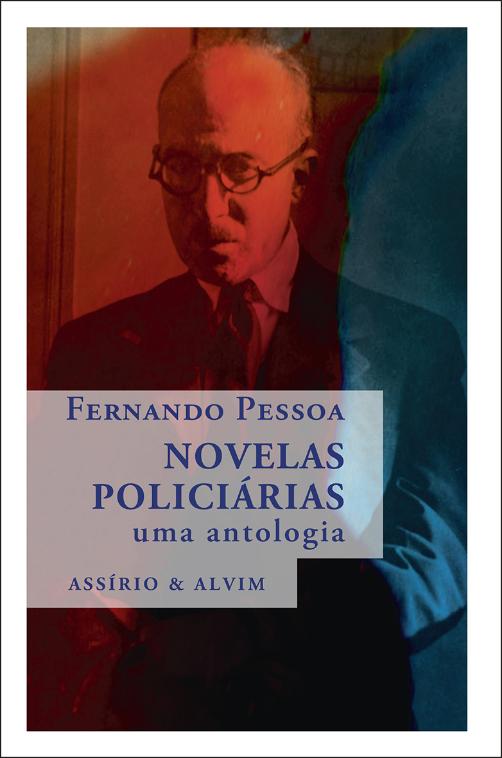 Fernando Pessoa
NOVELAS
POLICIÁRIAS
uma antologia
ASSÍRIO & ALVIM